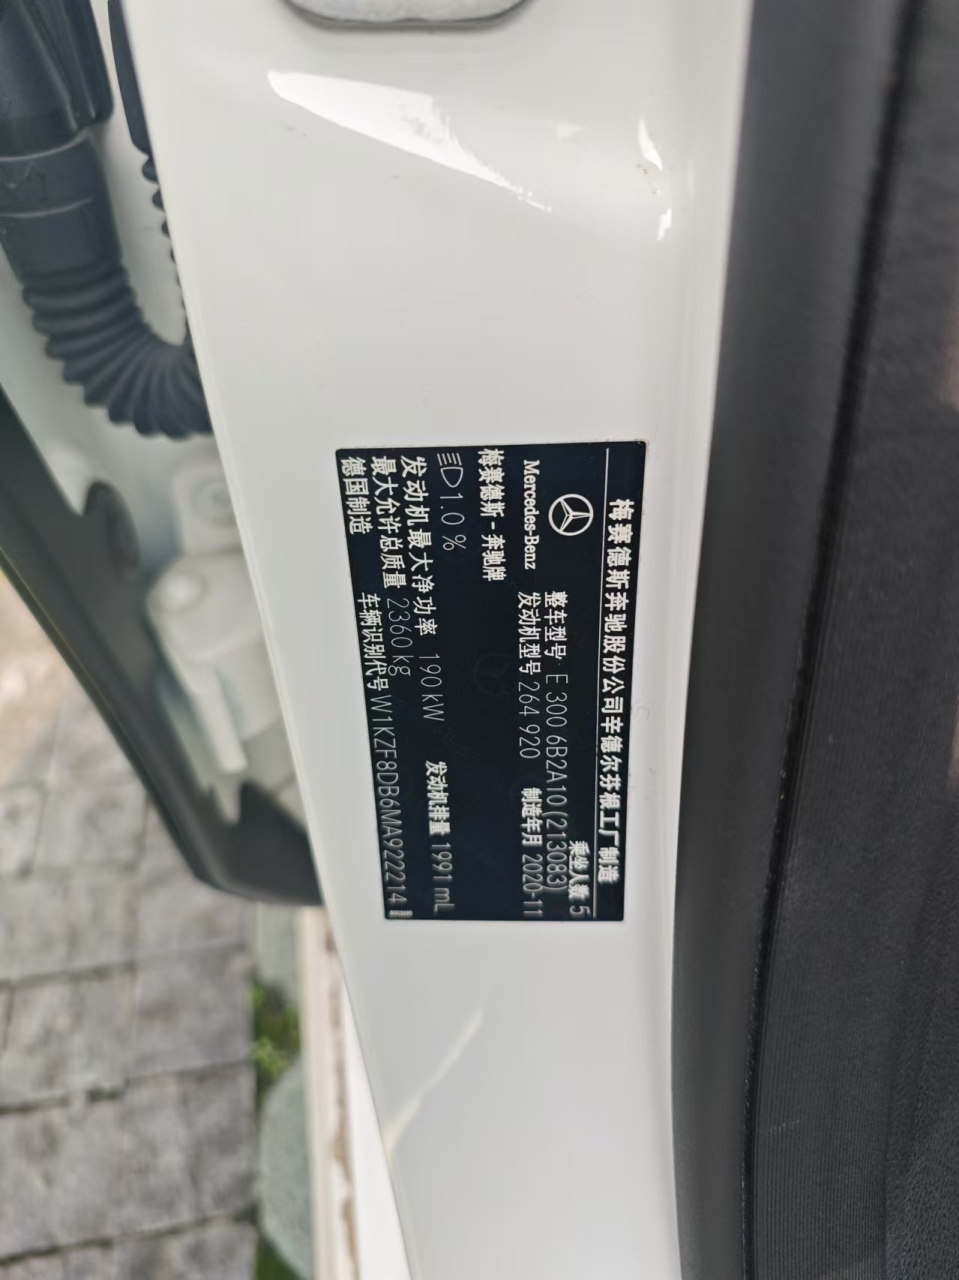 梅赛德斯奔驰股份公司辛德尔芬根工厂制造
乘坐人数 5
Mercedes-Benz
整车型号 E 300 6B2A10 (213083)
发动机型号 264 920
制造年月 2020-11
梅赛德斯-奔驰牌
1.0 %
发动机最大净功率 190 kW
发动机排量 1991 mL
最大允许总质量 2360 kg
德国制造
车辆识别代号 W1KZF8DB6MA922214